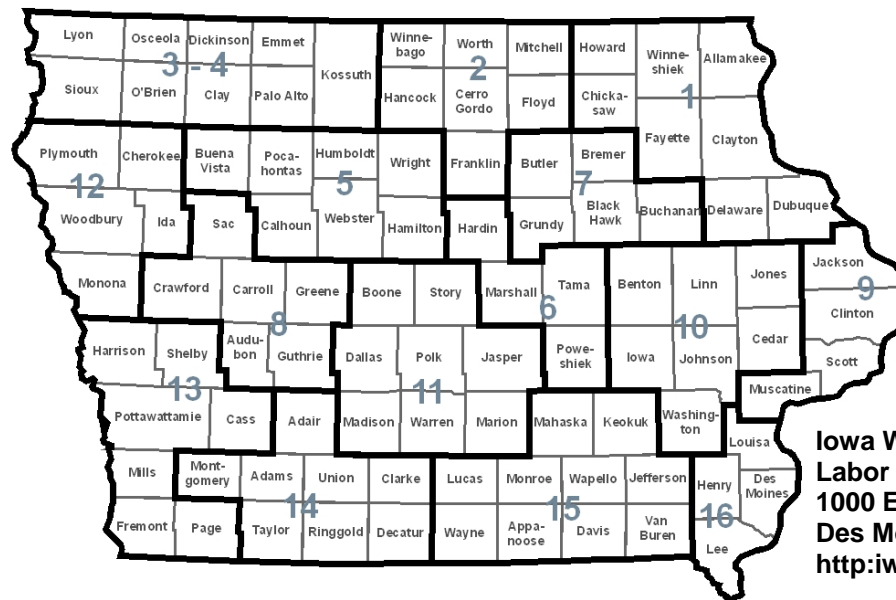 Lyon
Osceola
Dickinson
Emmet
Kossuth
Winne-
bago
Worth
Mitchell
Howard
Winne-
shiek
Allamakee
3 - 4
2
1
Sioux
O'Brien
Clay
Palo Alto
Hancock
Cerro
Gordo
Floyd
Chicka-
saw
Fayette
Clayton
Plymouth
Cherokee
Buena
Vista
Poca-
hontas
Humboldt
Wright
Franklin
Butler
Bremer
12
5
7
Woodbury
Ida
Sac
Calhoun
Webster
Hamilton
Hardin
Grundy
Black
Hawk
Buchanan
Delaware
Dubuque
Monona
Crawford
Carroll
Greene
Boone
Story
Marshall
Tama
Benton
Linn
Jones
Jackson
6
9
8
10
Clinton
Harrison
Shelby
Audu-
bon
Guthrie
Dallas
Polk
Jasper
Powe-
shiek
Iowa
Johnson
Cedar
Scott
13
11
Muscatine
Pottawattamie
Cass
Adair
Madison
Warren
Marion
Mahaska
Keokuk
Washing-
ton
Louisa
Mills
Mont-
gomery
Adams
Union
Clarke
Lucas
Monroe
Wapello
Jefferson
Henry
Des
Moines
14
15
16
Fremont
Page
Taylor
Ringgold
Decatur
Wayne
Appa-
noose
Davis
Van
Buren
Lee
Iowa W
Labor
1000 E
Des Mo
http:iw